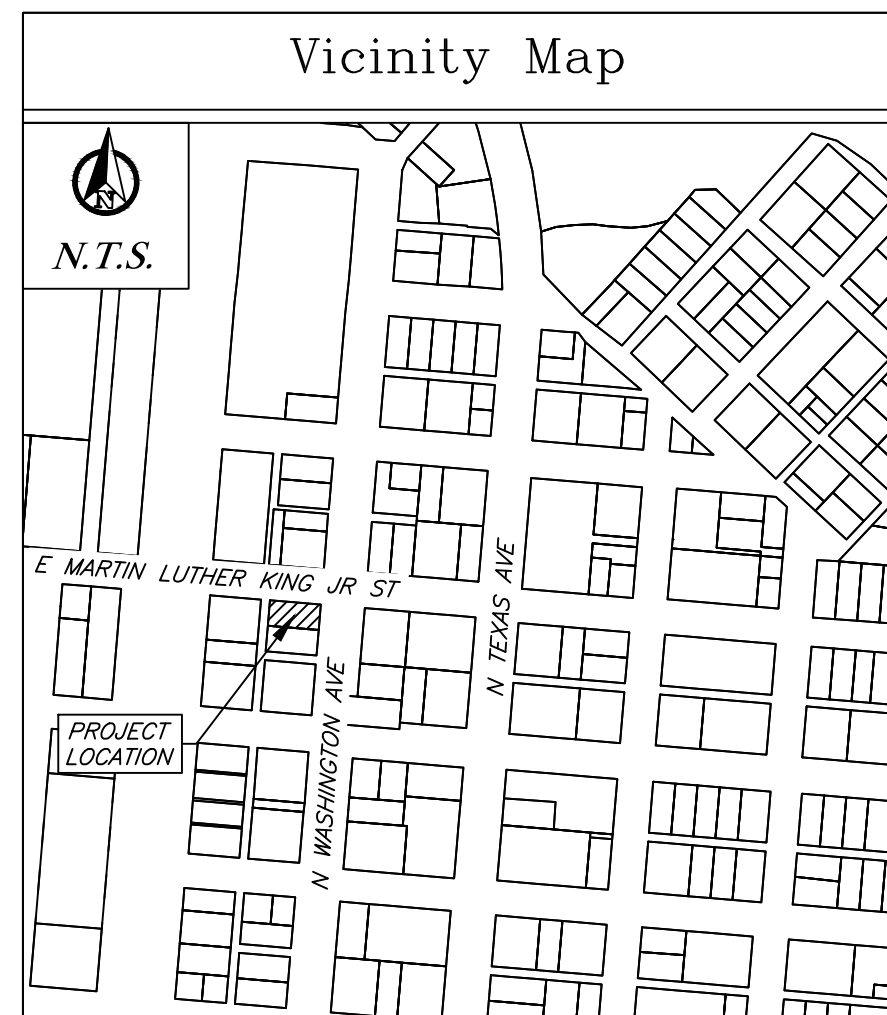 Vicinity Map
N
N.T.S.
E MARTIN LUTHER KING JR ST
N TEXAS AVE
N WASHINGTON AVE
PROJECT
LOCATION